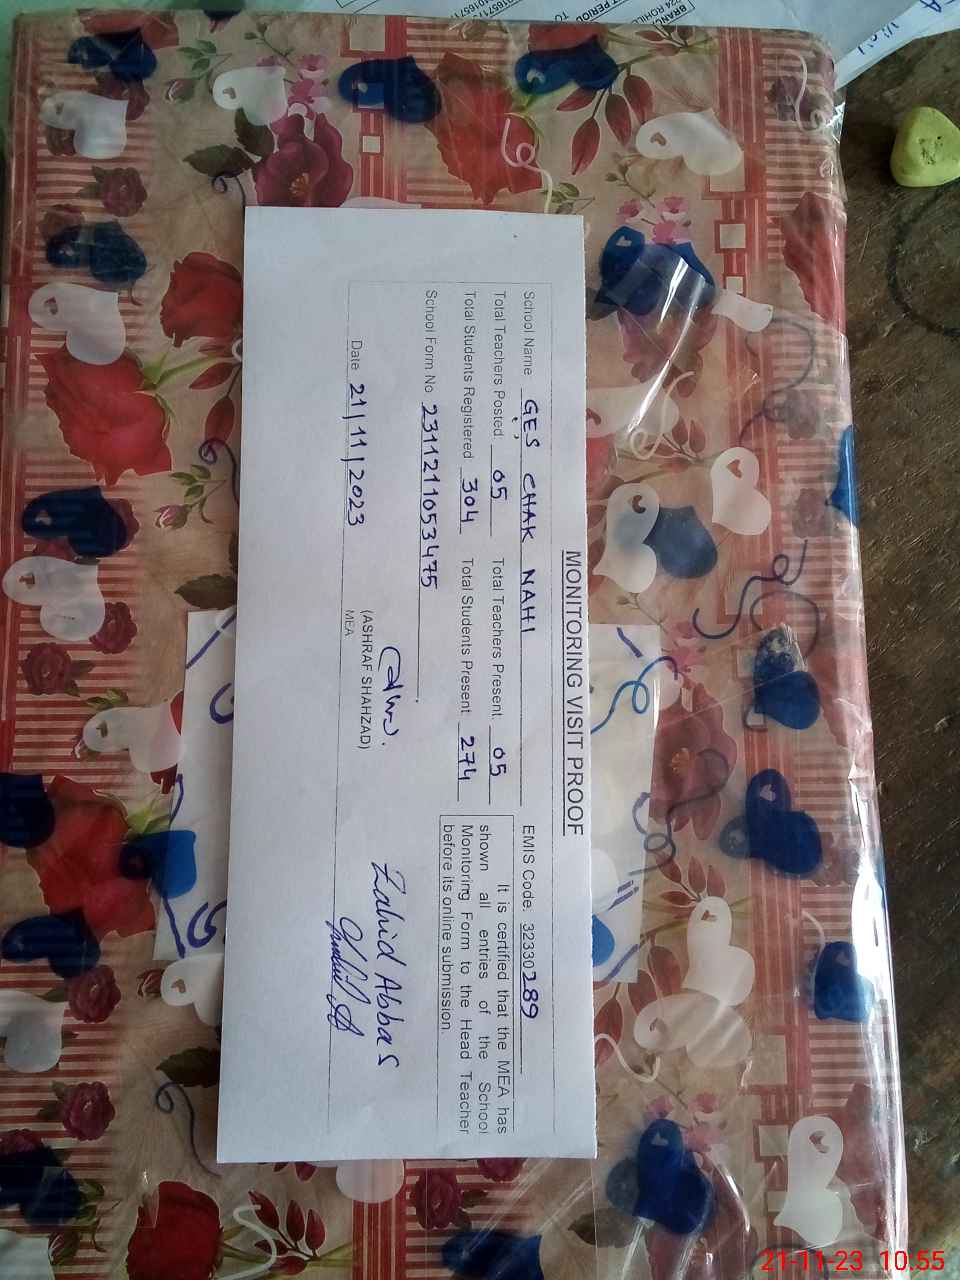 MONITORING VISIT PROOF
School Name GES CHAK NAHI EMIS Code: 32330289
Total Teachers Posted 05 Total Teachers Present 05
Total Students Registered 304 Total Students Present 274
School Form No 2311211053475
It is certified that the MEA has
shown all entries of the School
Monitoring Form to the Head Teacher
before its online submission.
Date 21/11/2023
(ASHRAF SHAHZAD)
MEA
Zahid Abbas
21-11-23 10.55